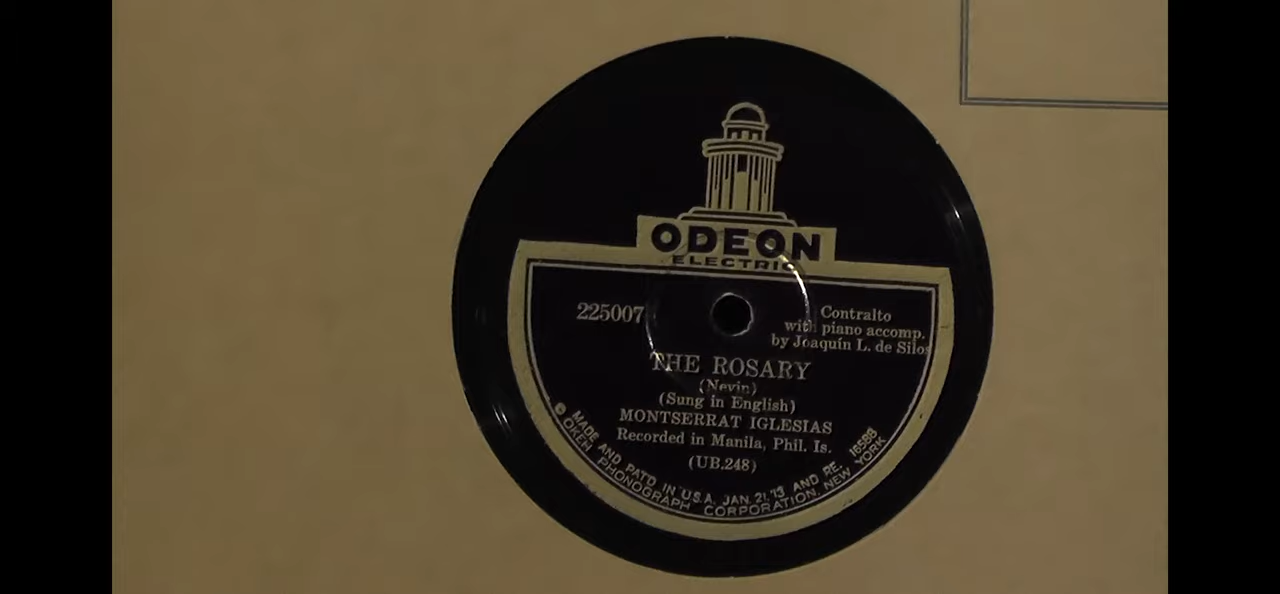 ODEON
ELECTRIC
225007
Contralto
with piano accomp.
by Joaquín L. de Silos
THE ROSARY
(Nevin)
(Sung in English)
MONTSERRAT IGLESIAS
Recorded in Manila, Phil. Is.
(UB.248)
MADE AND PAT'D IN U.S.A. JAN. 21, '13 AND RE. 16588
OKEH PHONOGRAPH CORPORATION, NEW YORK